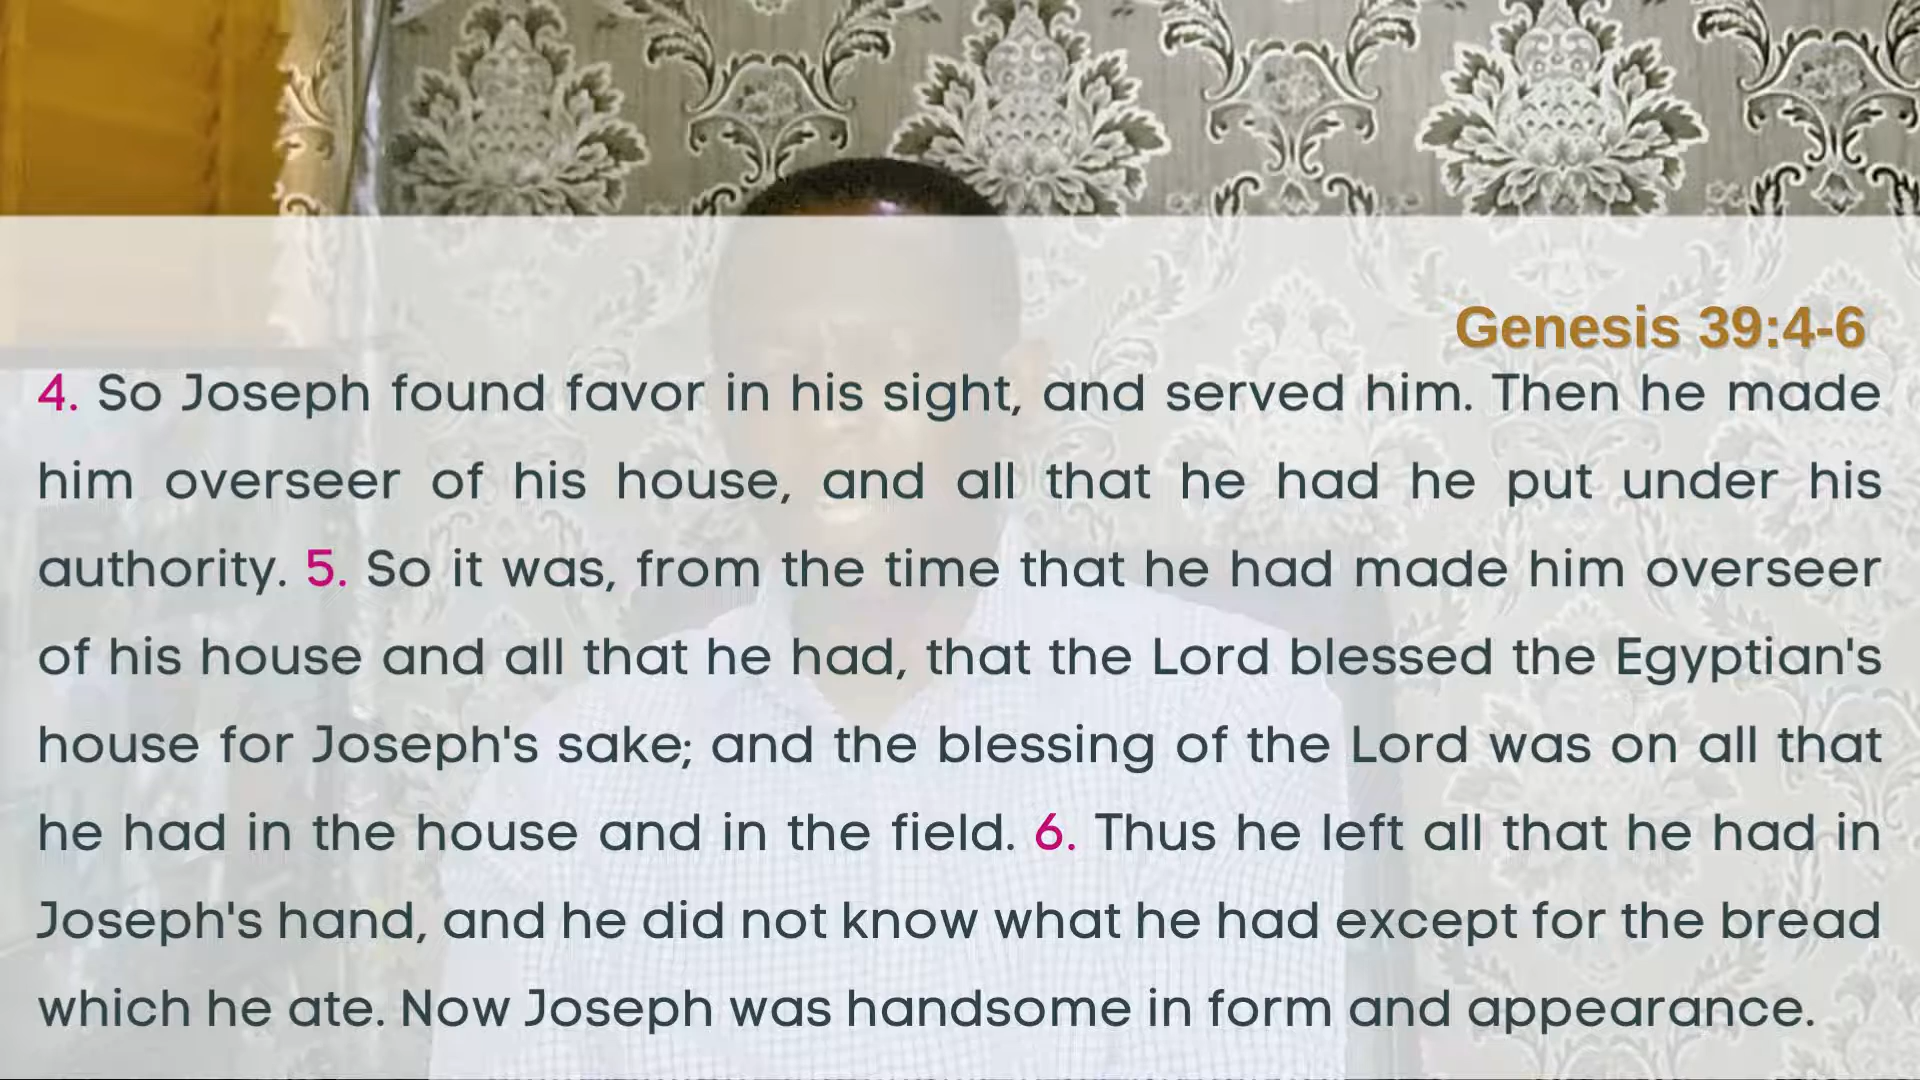 Genesis 39:4-6
4. So Joseph found favor in his sight, and served him. Then he made
him overseer of his house, and all that he had he put under his
authority. 5. So it was, from the time that he had made him overseer
of his house and all that he had, that the Lord blessed the Egyptian's
house for Joseph's sake; and the blessing of the Lord was on all that
he had in the house and in the field. 6. Thus he left all that he had in
Joseph's hand, and he did not know what he had except for the bread
which he ate. Now Joseph was handsome in form and appearance.